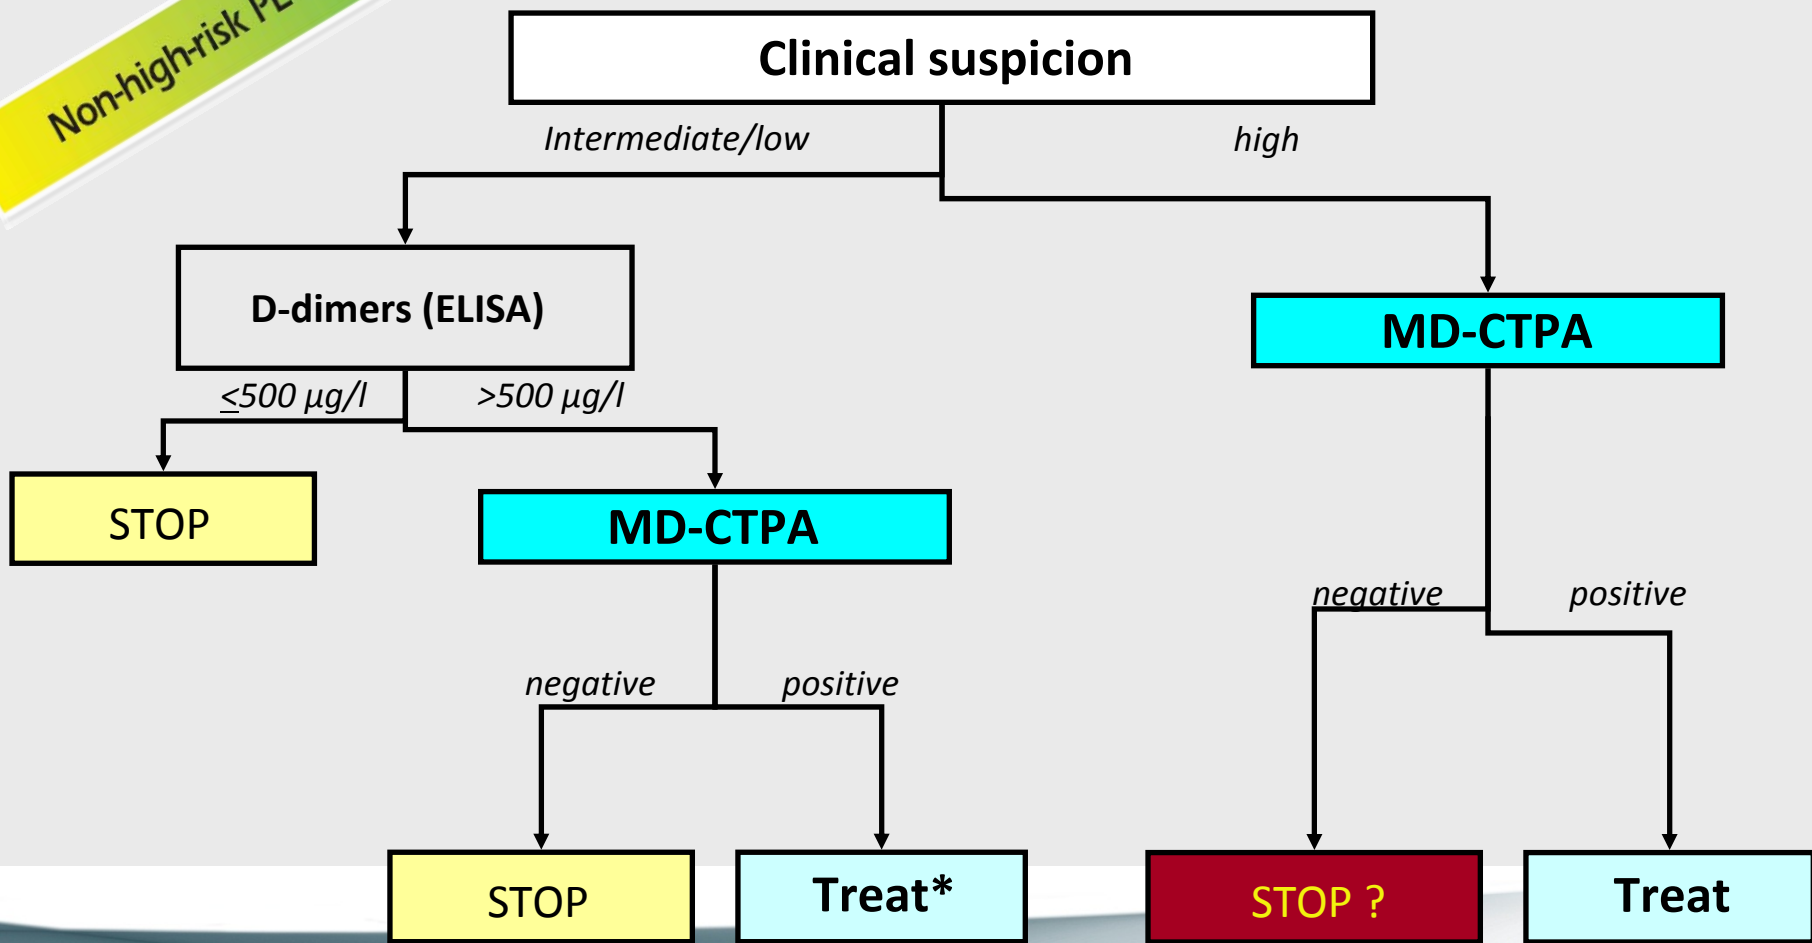 Non-high-risk PE
Clinical suspicion
Intermediate/low
high
D-dimers (ELISA)
MD-CTPA
≤500 µg/l
>500 µg/l
STOP
MD-CTPA
negative
positive
negative
positive
STOP
Treat*
STOP ?
Treat